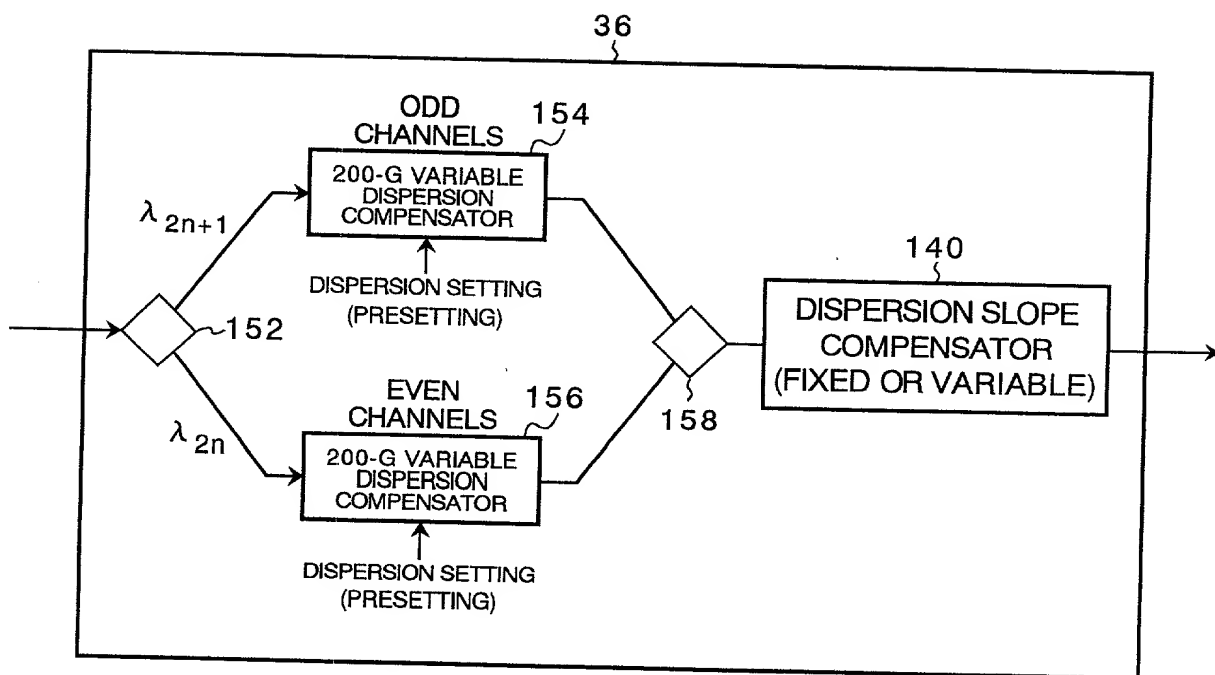 36
ODD
CHANNELS
154
200-G VARIABLE
DISPERSION
COMPENSATOR
λ 2n+1
DISPERSION SETTING
(PRESETTING)
152
140
DISPERSION SLOPE
COMPENSATOR
(FIXED OR VARIABLE)
158
EVEN
CHANNELS
156
λ 2n
200-G VARIABLE
DISPERSION
COMPENSATOR
DISPERSION SETTING
(PRESETTING)